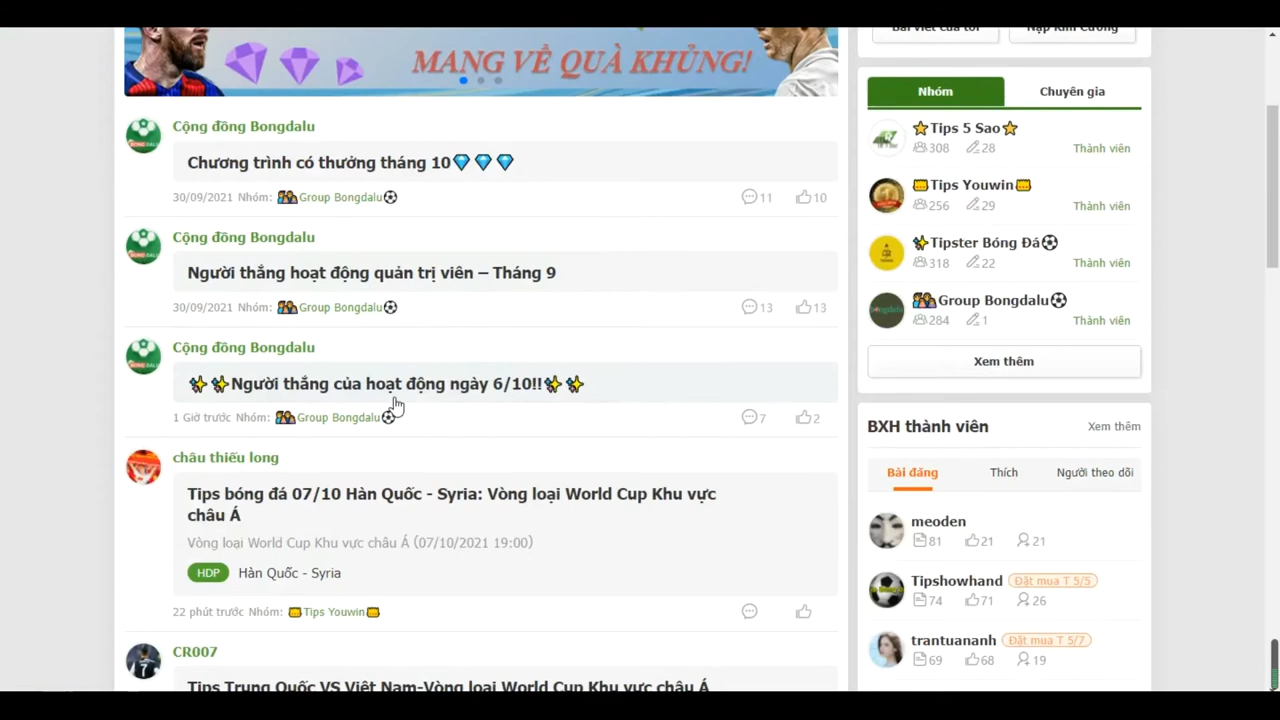 MANG VỀ QUÀ KHỦNG!
Cộng đồng Bongdalu
Chương trình có thưởng tháng 10💎💎💎
30/09/2021 Nhóm: Group Bongdalu⚽
11 10
Cộng đồng Bongdalu
Người thắng hoạt động quản trị viên – Tháng 9
30/09/2021 Nhóm: Group Bongdalu⚽
13 13
Cộng đồng Bongdalu
✨✨Người thắng của hoạt động ngày 6/10!!✨✨
1 Giờ trước Nhóm: Group Bongdalu⚽
7 2
châu thiếu long
Tips bóng đá 07/10 Hàn Quốc - Syria: Vòng loại World Cup Khu vực
châu Á
Vòng loại World Cup Khu vực châu Á (07/10/2021 19:00)
HDP Hàn Quốc - Syria
22 phút trước Nhóm: Tips Youwin
CR007
Tips Trung Quốc VS Việt Nam-Vòng loại World Cup Khu vực châu Á
Bài viết của tôi
Nạp Kim Cương
Nhóm Chuyên gia
⭐Tips 5 Sao⭐
308 28 Thành viên
Tips Youwin
256 29 Thành viên
✨Tipster Bóng Đá⚽
318 22 Thành viên
Group Bongdalu⚽
284 1 Thành viên
Xem thêm
BXH thành viên Xem thêm
Bài đăng Thích Người theo dõi
meoden
81 21 21
Tipshowhand Đặt mua T 5/5
74 71 26
trantuananh Đặt mua T 5/7
69 68 19